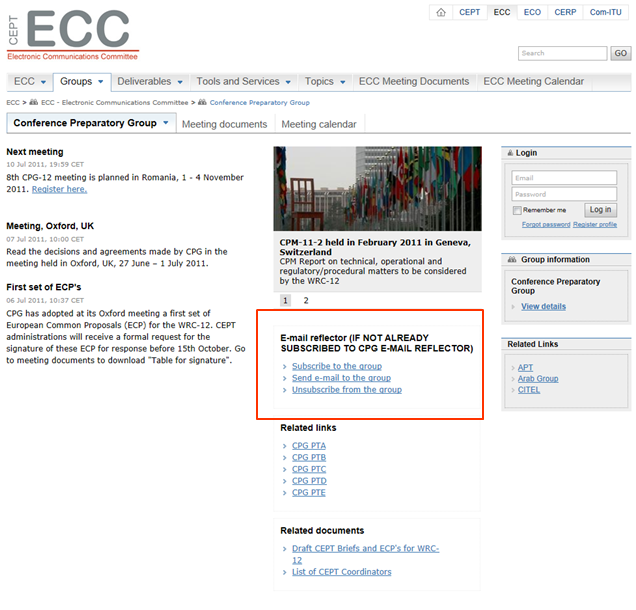 CEPT
ECC
Electronic Communications Committee
CEPT ECC ECO CERP Com-ITU
Search GO
ECC Groups Deliverables Tools and Services Topics ECC Meeting Documents ECC Meeting Calendar
ECC > ECC - Electronic Communications Committee > Conference Preparatory Group
Conference Preparatory Group Meeting documents Meeting calendar
Next meeting
10 Jul 2011, 19:59 CET
8th CPG-12 meeting is planned in Romania, 1 - 4 November
2011. Register here.
Meeting, Oxford, UK
07 Jul 2011, 10:00 CET
Read the decisions and agreements made by CPG in the
meeting held in Oxford, UK, 27 June – 1 July 2011.
First set of ECP's
06 Jul 2011, 10:37 CET
CPG has adopted at its Oxford meeting a first set of
European Common Proposals (ECP) for the WRC-12. CEPT
administrations will receive a formal request for the
signature of these ECP for response before 15th October. Go
to meeting documents to download "Table for signature".
CPM-11-2 held in February 2011 in Geneva,
Switzerland
CPM Report on technical, operational and
regulatory/procedural matters to be considered
by the WRC-12
1 2
E-mail reflector (IF NOT ALREADY
SUBSCRIBED TO CPG E-MAIL REFLECTOR)
Subscribe to the group
Send e-mail to the group
Unsubscribe from the group
Related links
CPG PTA
CPG PTB
CPG PTC
CPG PTD
CPG PTE
Related documents
Draft CEPT Briefs and ECP's for WRC-
12
List of CEPT Coordinators
Login
Email
Password
Remember me Log in
Forgot password Register profile
Group information
Conference Preparatory
Group
View details
Related Links
APT
Arab Group
CITEL